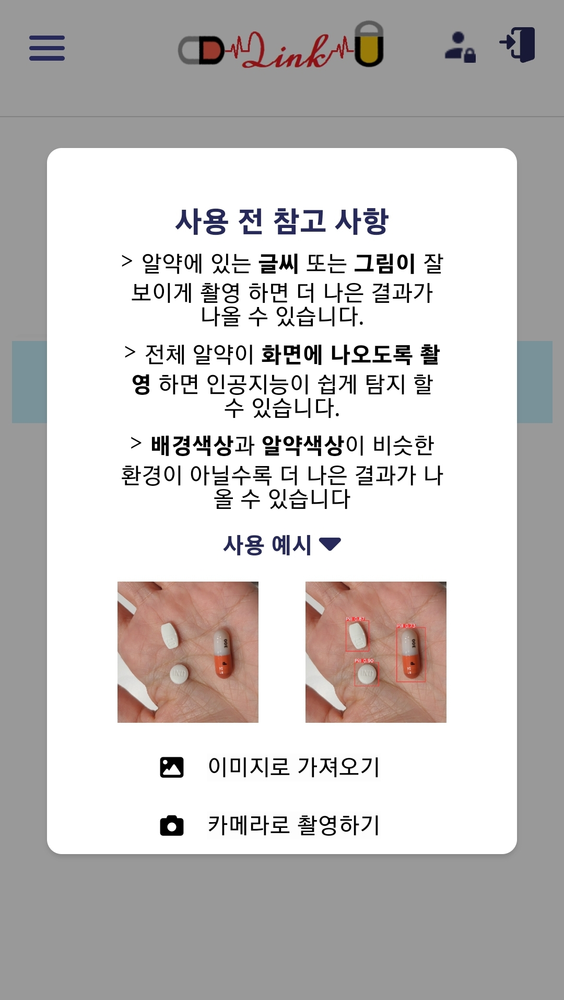 Link
사용 전 참고 사항
> 알약에 있는 글씨 또는 그림이 잘
보이게 촬영 하면 더 나은 결과가
나올 수 있습니다.
> 전체 알약이 화면에 나오도록 촬
영 하면 인공지능이 쉽게 탐지 할
수 있습니다.
> 배경색상과 알약색상이 비슷한
환경이 아닐수록 더 나은 결과가 나
올 수 있습니다
사용 예시
300
Pill 0.87
Pill 0.73
300
Pill 0.90
이미지로 가져오기
카메라로 촬영하기